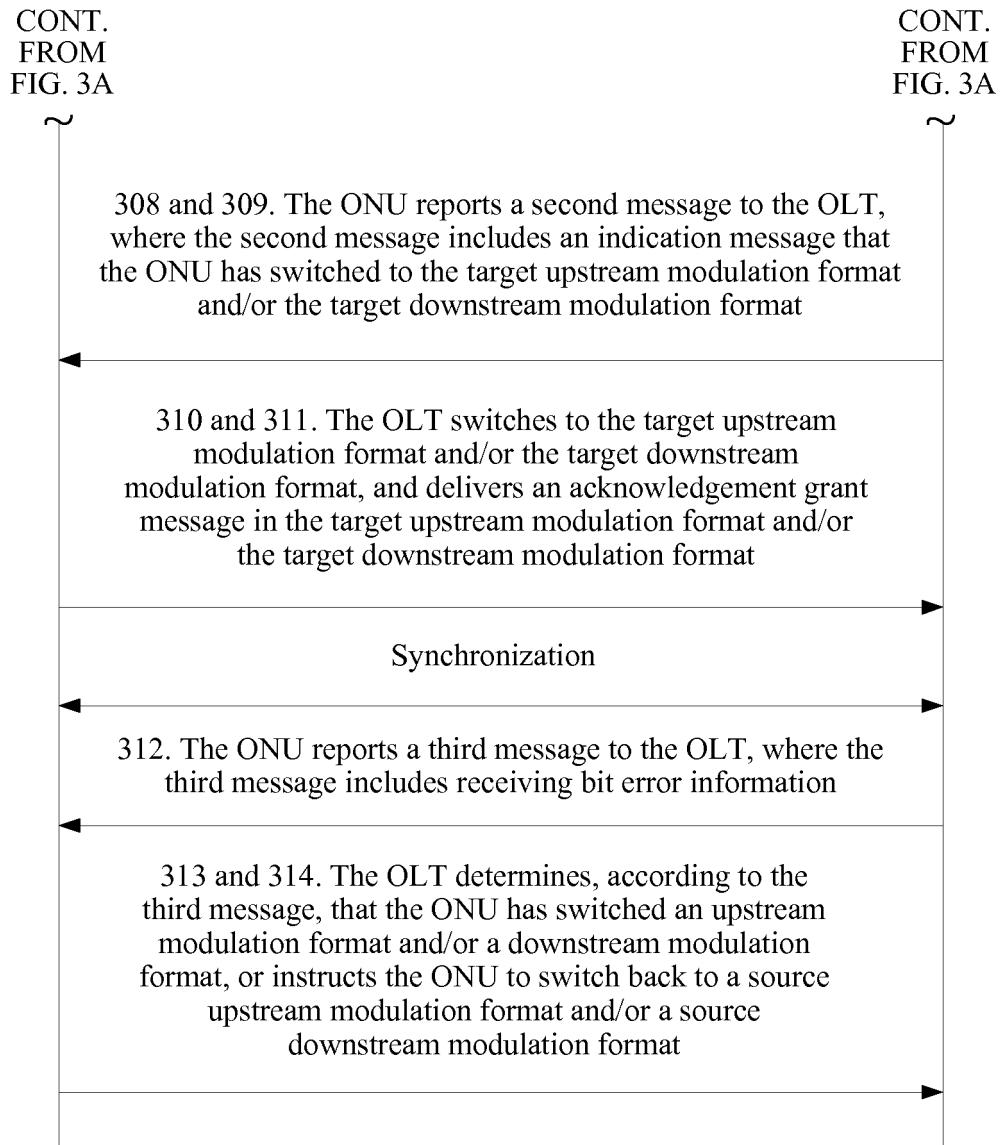 CONT.
FROM
FIG. 3A
CONT.
FROM
FIG. 3A
308 and 309. The ONU reports a second message to the OLT,
where the second message includes an indication message that
the ONU has switched to the target upstream modulation format
and/or the target downstream modulation format
310 and 311. The OLT switches to the target upstream
modulation format and/or the target downstream
modulation format, and delivers an acknowledgement grant
message in the target upstream modulation format and/or
the target downstream modulation format
Synchronization
312. The ONU reports a third message to the OLT, where the
third message includes receiving bit error information
313 and 314. The OLT determines, according to the
third message, that the ONU has switched an upstream
modulation format and/or a downstream modulation
format, or instructs the ONU to switch back to a source
upstream modulation format and/or a source
downstream modulation format